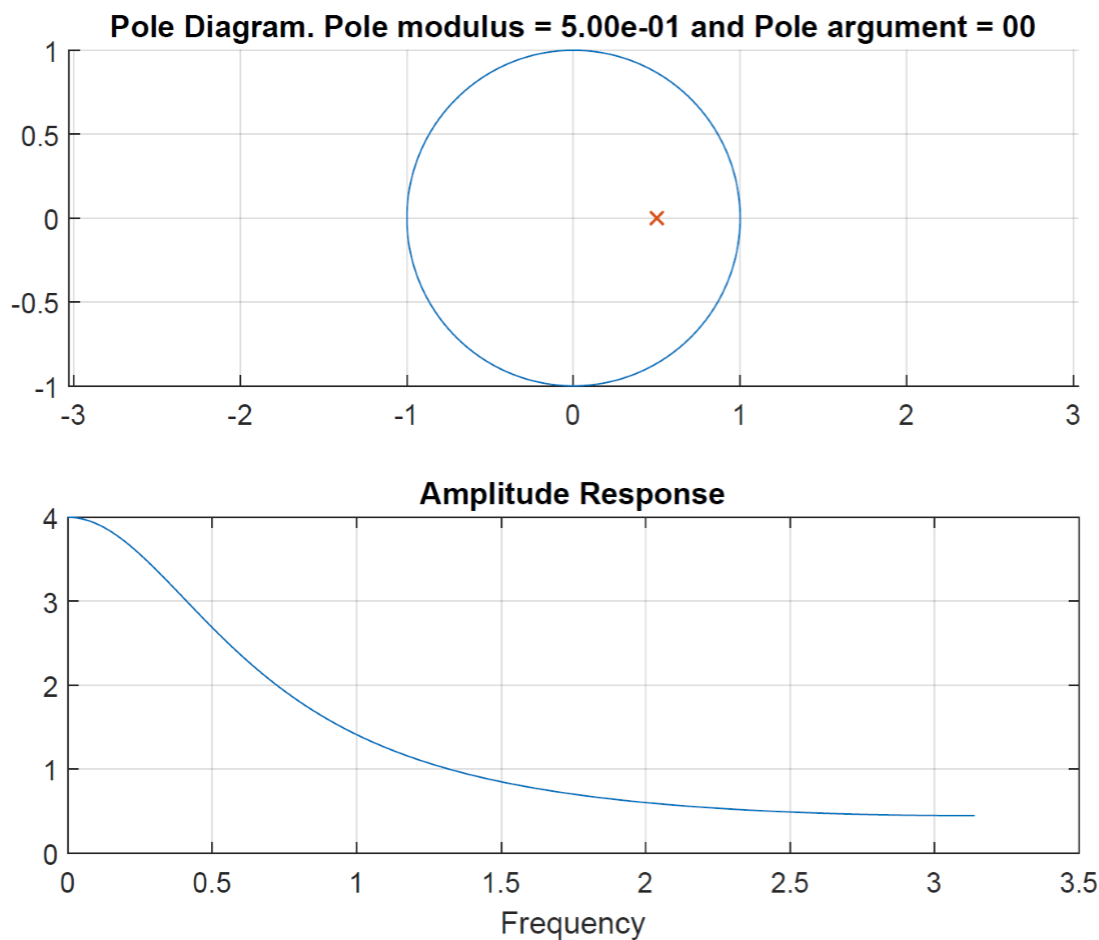 Pole Diagram. Pole modulus = 5.00e-01 and Pole argument = 00
1
0.5
0
-0.5
-1
-3 -2 -1 0 1 2 3
Amplitude Response
4
3
2
1
0
0 0.5 1 1.5 2 2.5 3 3.5
Frequency